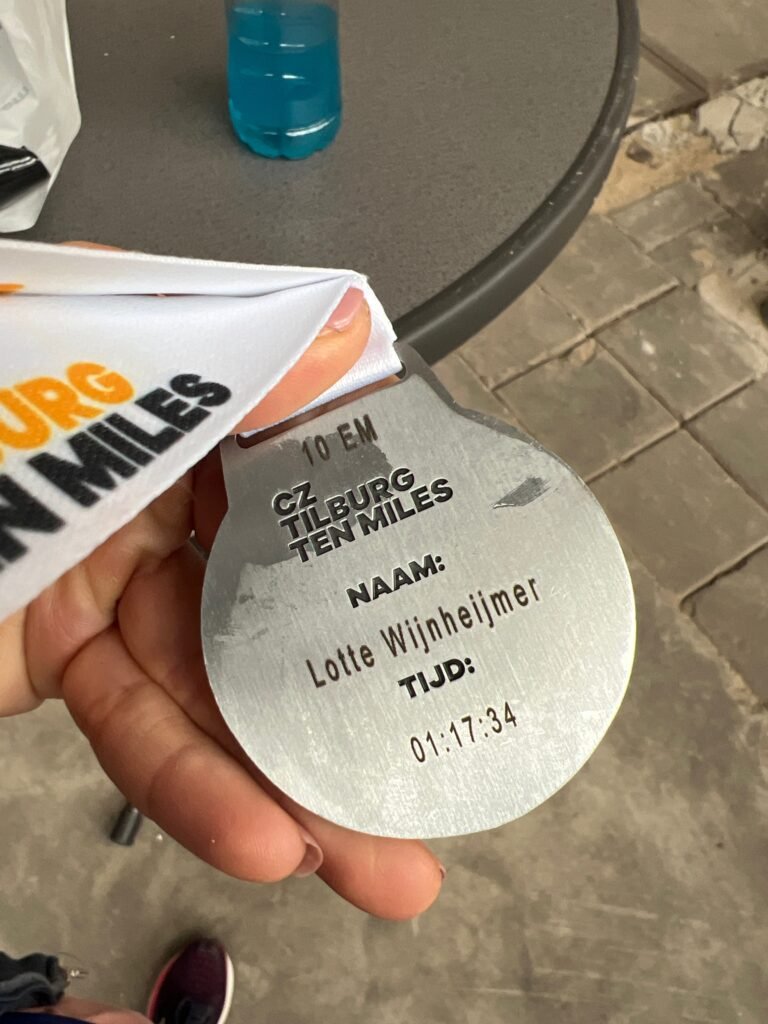 URG
N MILES
10 EM
CZ
TILBURG
TEN MILES
NAAM:
Lotte Wijnheijmer
TIJD:
01:17:34